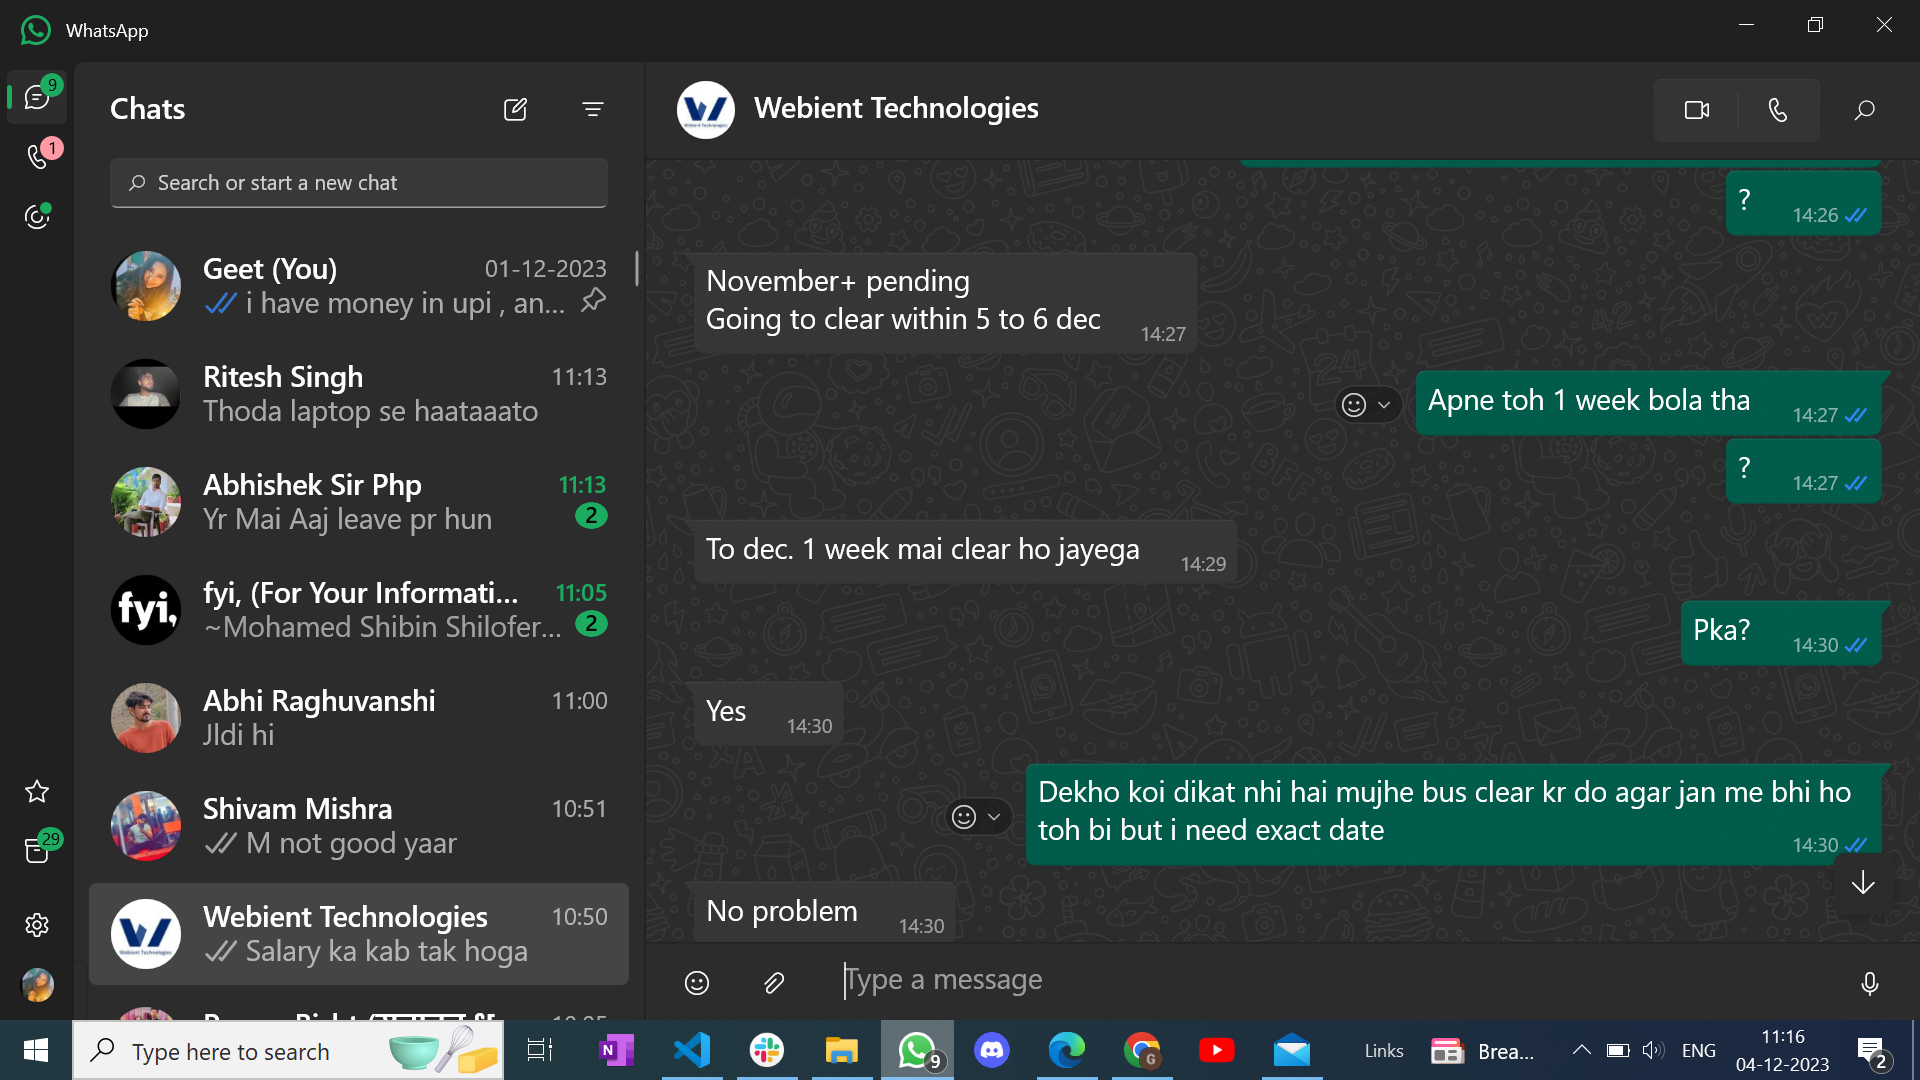 WhatsApp
9
1
29
Chats
Search or start a new chat
Geet (You)
01-12-2023
i have money in upi , an...
Ritesh Singh
11:13
Thoda laptop se haataaato
Abhishek Sir Php
11:13
Yr Mai Aaj leave pr hun
2
fyi,
fyi, (For Your Informati...
11:05
~Mohamed Shibin Shilofer...
2
Abhi Raghuvanshi
11:00
Jldi hi
Shivam Mishra
10:51
M not good yaar
Webient Technologies
10:50
Salary ka kab tak hoga
Webient Technologies
?
14:26
November+ pending
Going to clear within 5 to 6 dec
14:27
Apne toh 1 week bola tha
14:27
?
14:27
To dec. 1 week mai clear ho jayega
14:29
Pka?
14:30
Yes
14:30
Dekho koi dikat nhi hai mujhe bus clear kr do agar jan me bhi ho
toh bi but i need exact date
14:30
No problem
14:30
Type a message
Type here to search
N
9
G
Links
Brea...
ENG
11:16
04-12-2023
2